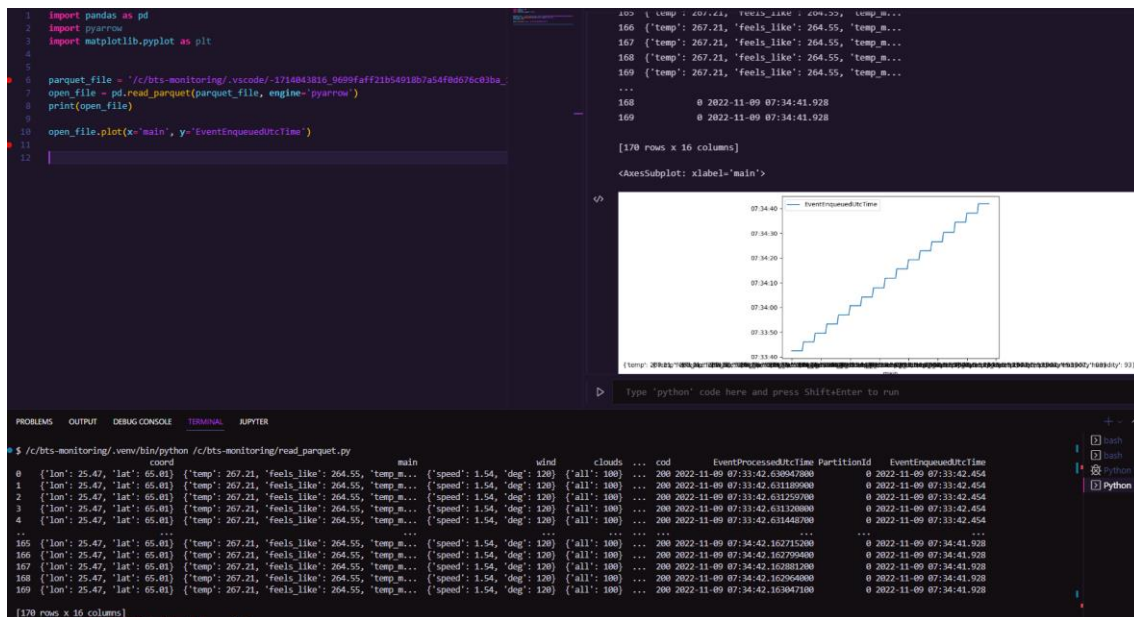 1 import pandas as pd
2 import pyarrow
3 import matplotlib.pyplot as plt
4
5
6 parquet_file = '/c/bts-monitoring/.vscode/-1714043816_9699faff21b54918b7a54f0d676c03ba_
7 open_file = pd.read_parquet(parquet_file, engine='pyarrow')
8 print(open_file)
9
10 open_file.plot(x='main', y='EventEnqueuedUtcTime')
11
12
165 {'temp': 267.21, 'feels_like': 264.55, 'temp_m...
166 {'temp': 267.21, 'feels_like': 264.55, 'temp_m...
167 {'temp': 267.21, 'feels_like': 264.55, 'temp_m...
168 {'temp': 267.21, 'feels_like': 264.55, 'temp_m...
169 {'temp': 267.21, 'feels_like': 264.55, 'temp_m...
...
168 0 2022-11-09 07:34:41.928
169 0 2022-11-09 07:34:41.928
[170 rows x 16 columns]
<AxesSubplot: xlabel='main'>
EventEnqueuedUtcTime
07:34:40
07:34:30
07:34:20
07:34:10
07:34:00
07:33:50
07:33:40
Type 'python' code here and press Shift+Enter to run
PROBLEMS OUTPUT DEBUG CONSOLE TERMINAL JUPYTER
bash
bash
Python
Python
$ /c/bts-monitoring/.venv/bin/python /c/bts-monitoring/read_parquet.py
coord main wind clouds ... cod EventProcessedUtcTime PartitionId EventEnqueuedUtcTime
0 {'lon': 25.47, 'lat': 65.01} {'temp': 267.21, 'feels_like': 264.55, 'temp_m... {'speed': 1.54, 'deg': 120} {'all': 100} ... 200 2022-11-09 07:33:42.630947800 0 2022-11-09 07:33:42.454
1 {'lon': 25.47, 'lat': 65.01} {'temp': 267.21, 'feels_like': 264.55, 'temp_m... {'speed': 1.54, 'deg': 120} {'all': 100} ... 200 2022-11-09 07:33:42.631189900 0 2022-11-09 07:33:42.454
2 {'lon': 25.47, 'lat': 65.01} {'temp': 267.21, 'feels_like': 264.55, 'temp_m... {'speed': 1.54, 'deg': 120} {'all': 100} ... 200 2022-11-09 07:33:42.631259700 0 2022-11-09 07:33:42.454
3 {'lon': 25.47, 'lat': 65.01} {'temp': 267.21, 'feels_like': 264.55, 'temp_m... {'speed': 1.54, 'deg': 120} {'all': 100} ... 200 2022-11-09 07:33:42.631320800 0 2022-11-09 07:33:42.454
4 {'lon': 25.47, 'lat': 65.01} {'temp': 267.21, 'feels_like': 264.55, 'temp_m... {'speed': 1.54, 'deg': 120} {'all': 100} ... 200 2022-11-09 07:33:42.631448700 0 2022-11-09 07:33:42.454
.. ... ... ... ... ... ... ... ... ...
165 {'lon': 25.47, 'lat': 65.01} {'temp': 267.21, 'feels_like': 264.55, 'temp_m... {'speed': 1.54, 'deg': 120} {'all': 100} ... 200 2022-11-09 07:34:42.162715200 0 2022-11-09 07:34:41.928
166 {'lon': 25.47, 'lat': 65.01} {'temp': 267.21, 'feels_like': 264.55, 'temp_m... {'speed': 1.54, 'deg': 120} {'all': 100} ... 200 2022-11-09 07:34:42.162799400 0 2022-11-09 07:34:41.928
167 {'lon': 25.47, 'lat': 65.01} {'temp': 267.21, 'feels_like': 264.55, 'temp_m... {'speed': 1.54, 'deg': 120} {'all': 100} ... 200 2022-11-09 07:34:42.162881200 0 2022-11-09 07:34:41.928
168 {'lon': 25.47, 'lat': 65.01} {'temp': 267.21, 'feels_like': 264.55, 'temp_m... {'speed': 1.54, 'deg': 120} {'all': 100} ... 200 2022-11-09 07:34:42.162964000 0 2022-11-09 07:34:41.928
169 {'lon': 25.47, 'lat': 65.01} {'temp': 267.21, 'feels_like': 264.55, 'temp_m... {'speed': 1.54, 'deg': 120} {'all': 100} ... 200 2022-11-09 07:34:42.163047100 0 2022-11-09 07:34:41.928
[170 rows x 16 columns]